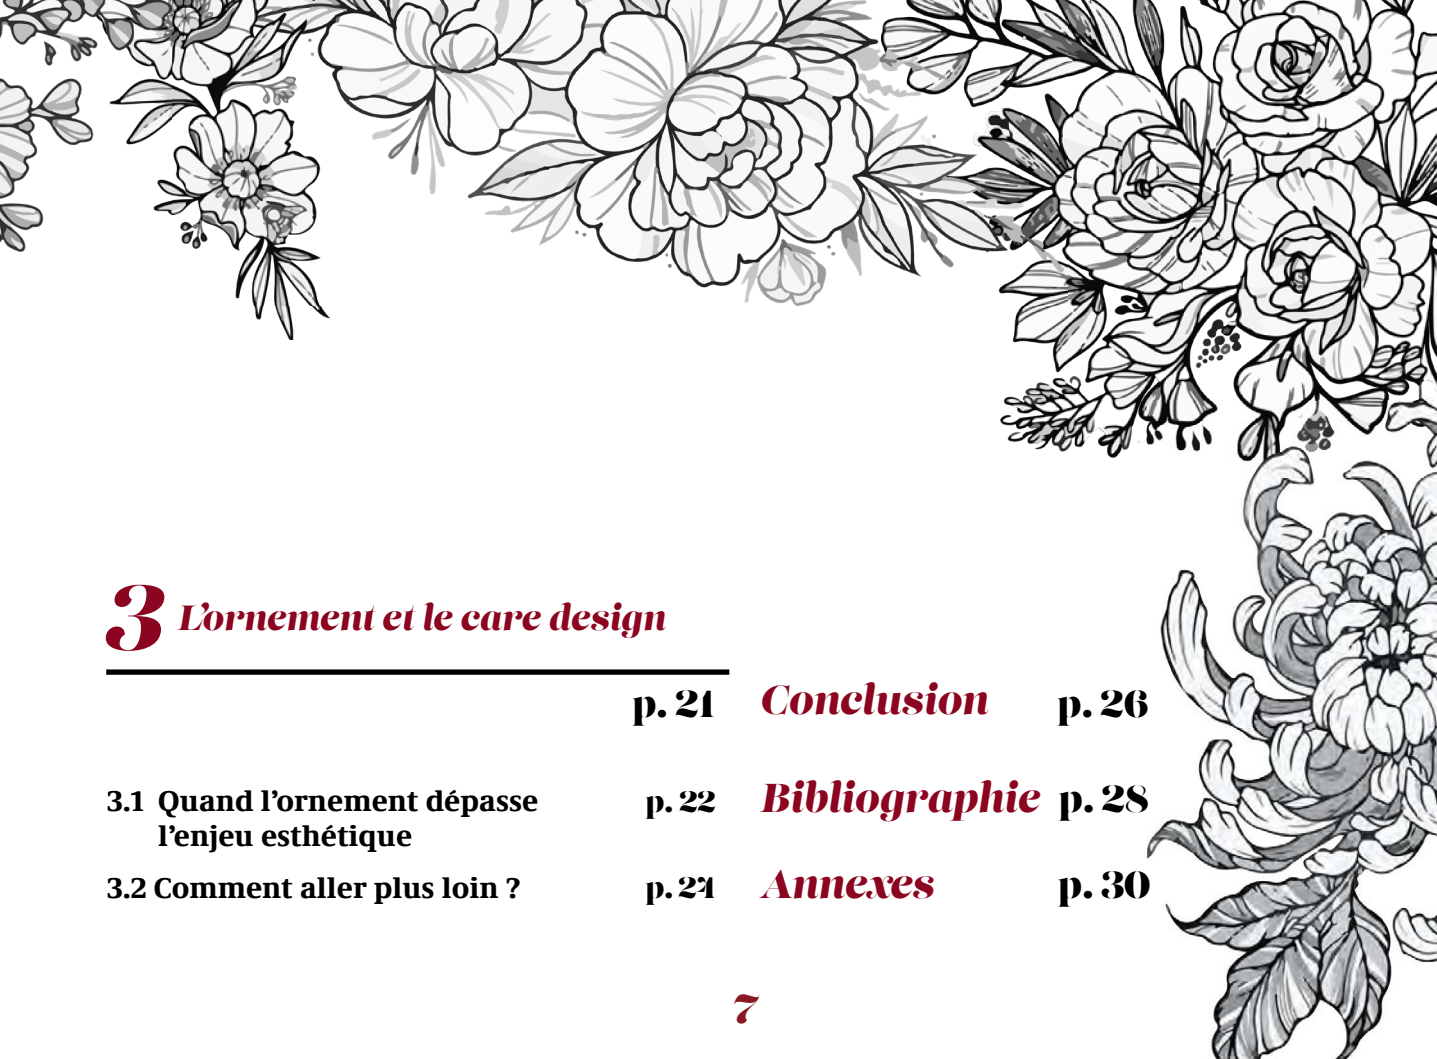 3 L'ornement et le care design
p. 21
3.1 Quand l'ornement dépasse
l'enjeu esthétique
p. 22
3.2 Comment aller plus loin ?
p. 24
Conclusion p. 26
Bibliographie p. 28
Annexes p. 30
7